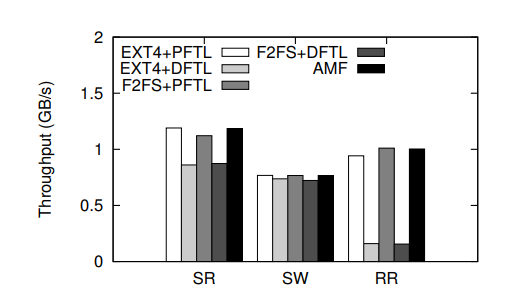 2
EXT4+PFTL F2FS+DFTL
EXT4+DFTL AMF
F2FS+PFTL
1.5
Throughput (GB/s)
1
0.5
0
SR SW RR